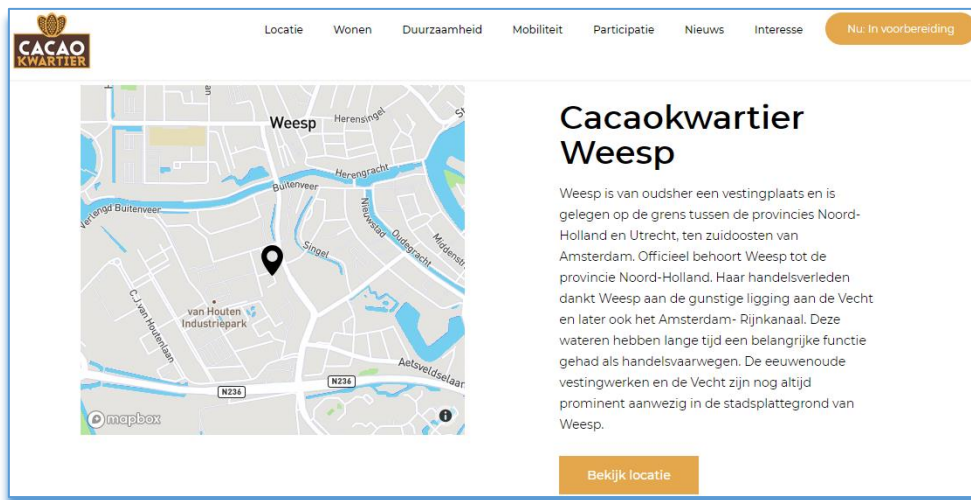 CACAO
KWARTIER
Locatie Wonen Duurzaamheid Mobiliteit Participatie Nieuws Interesse Nu: In voorbereiding
Weesp
Herensingel
Herengracht
Buitenveer
Buitenveer
Nieuwstad
Oudegracht
Singel
C.J. van Houtenlaan
van Houten
Industriepark
Aetsveldselaan
N236
N236
mapbox
Cacaokwartier
Weesp
Weesp is van oudsher een vestingplaats en is
gelegen op de grens tussen de provincies Noord-
Holland en Utrecht, ten zuidoosten van
Amsterdam. Officieel behoort Weesp tot de
provincie Noord-Holland. Haar handelsverleden
dankt Weesp aan de gunstige ligging aan de Vecht
en later ook het Amsterdam- Rijnkanaal. Deze
wateren hebben lange tijd een belangrijke functie
gehad als handelsvaarwegen. De eeuwenoude
vestingwerken en de Vecht zijn nog altijd
prominent aanwezig in de stadsplattegrond van
Weesp.
Bekijk locatie